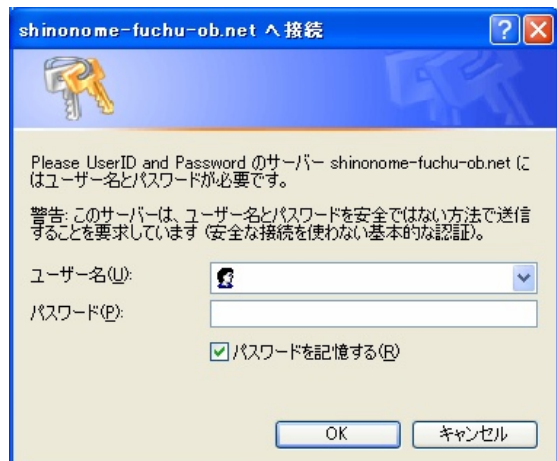 shinonome-fuchu-ob.net へ接続
Please UserID and Password のサーバー shinonome-fuchu-ob.net に
はユーザー名とパスワードが必要です。
警告: このサーバーは、ユーザー名とパスワードを安全ではない方法で送信
することを要求しています (安全な接続を使わない基本的な認証)。
ユーザー名(U):
パスワード(P):
パスワードを記憶する(R)
OK キャンセル